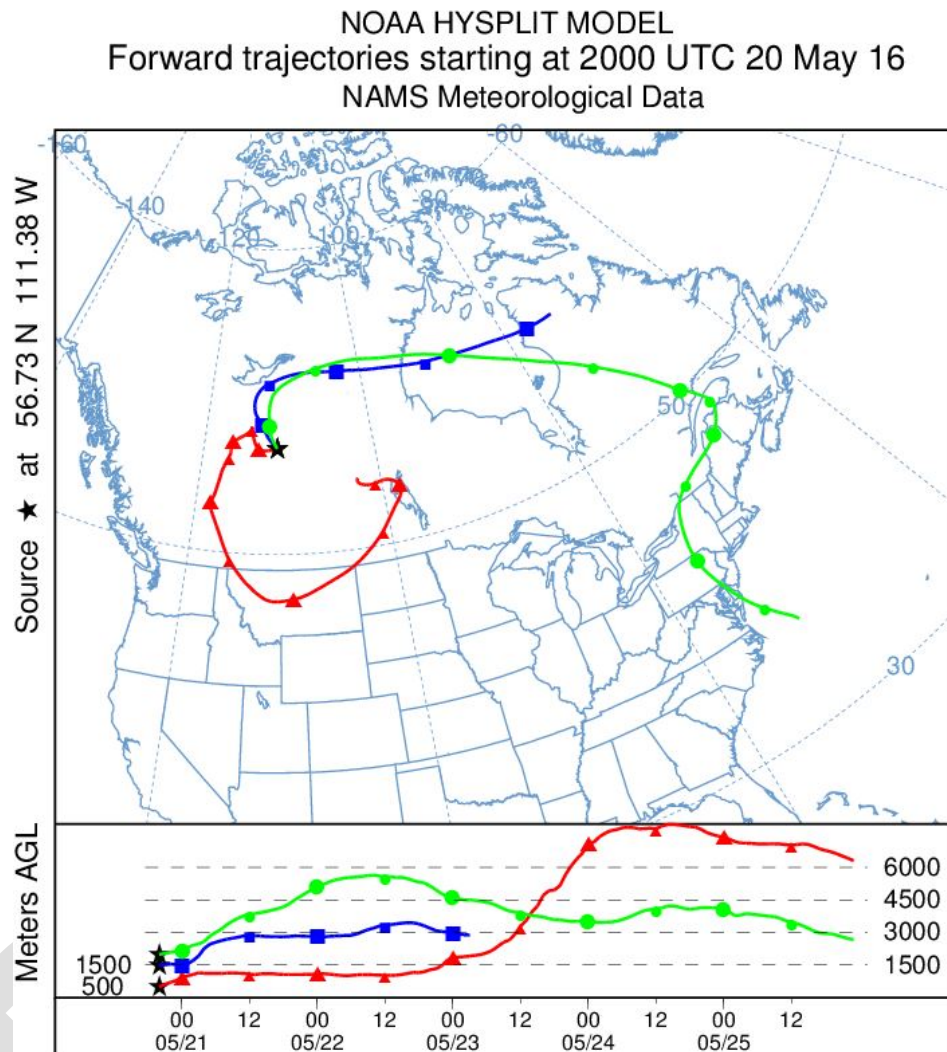 NOAA HYSPLIT MODEL
Forward trajectories starting at 2000 UTC 20 May 16
NAMS Meteorological Data
Source ★ at 56.73 N 111.38 W
-160
-140
-120
-100
-80
-60
50
30
Meters AGL
6000
4500
3000
1500
1500
500
00 12 00 12 00 12 00 12 00 12
05/21 05/22 05/23 05/24 05/25